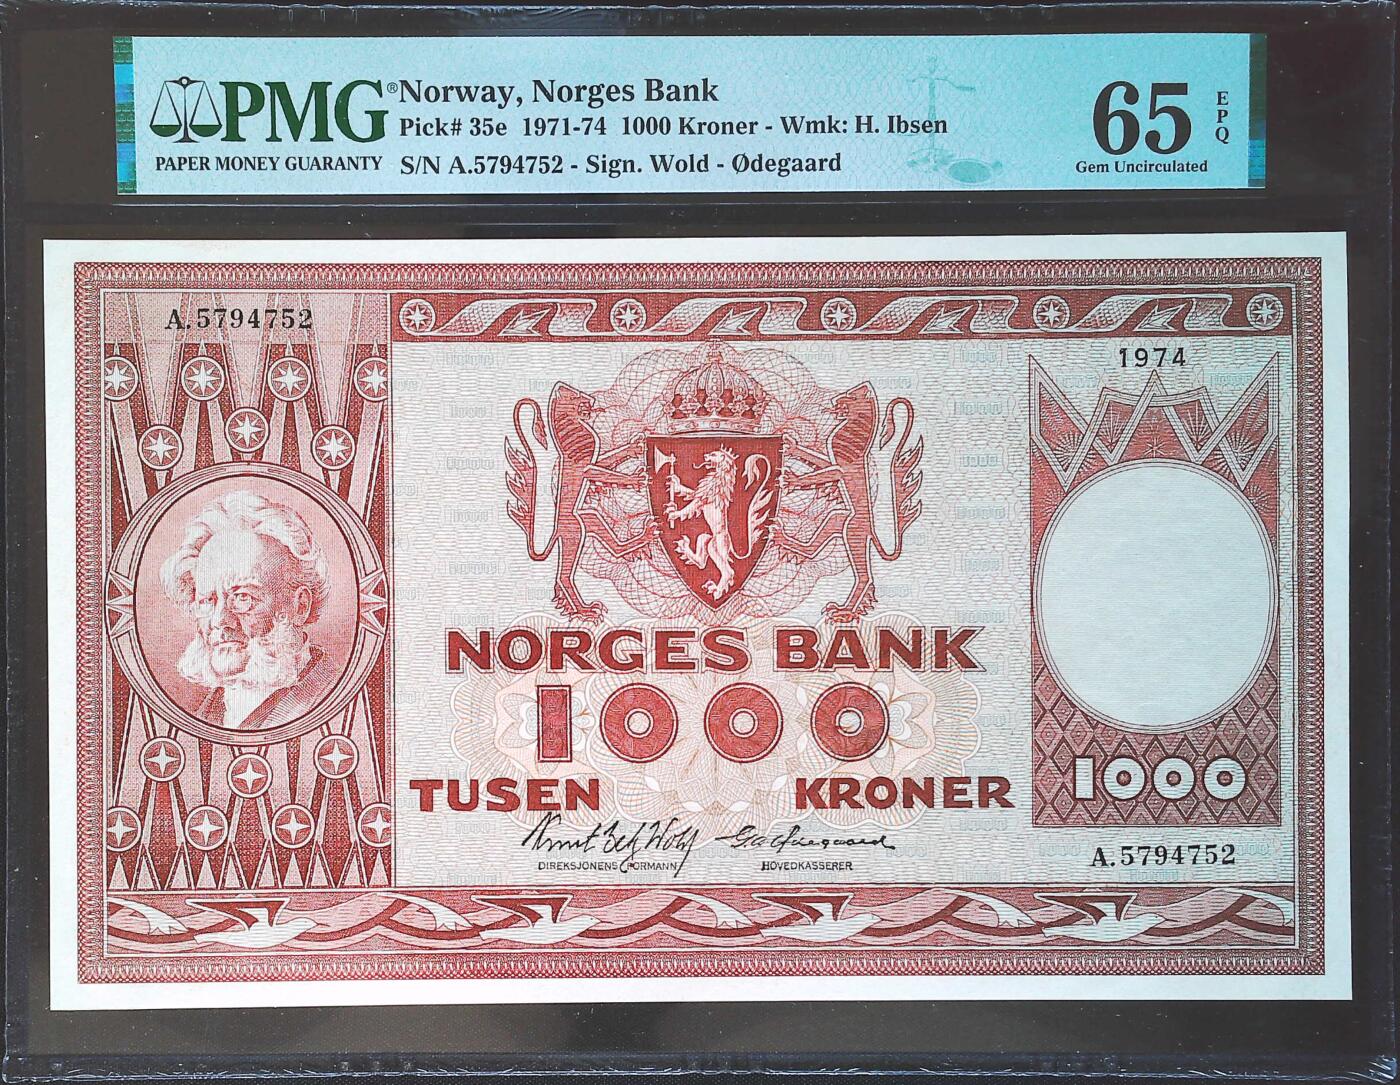 PMG®
PAPER MONEY GUARANTY
Norway, Norges Bank
Pick# 35e 1971-74 1000 Kroner - Wmk: H. Ibsen
S/N A.5794752 - Sign. Wold - Ødegaard
65 EPQ
Gem Uncirculated
A.5794752
1974
NORGES BANK
1000
TUSEN KRONER
1000
DIREKSJONENS FORMANN
HOVEDKASSERER
A.5794752